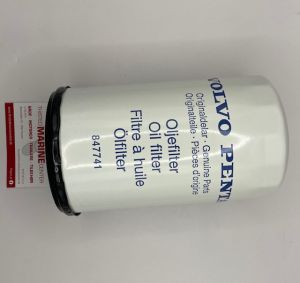 VOLVO PENTA
Originaldelar - Genuine Parts
Originalteile - Pièces d'origine
Oljefilter
Oil filter
Filtre à huile
Ölfilter
847741
MARINE